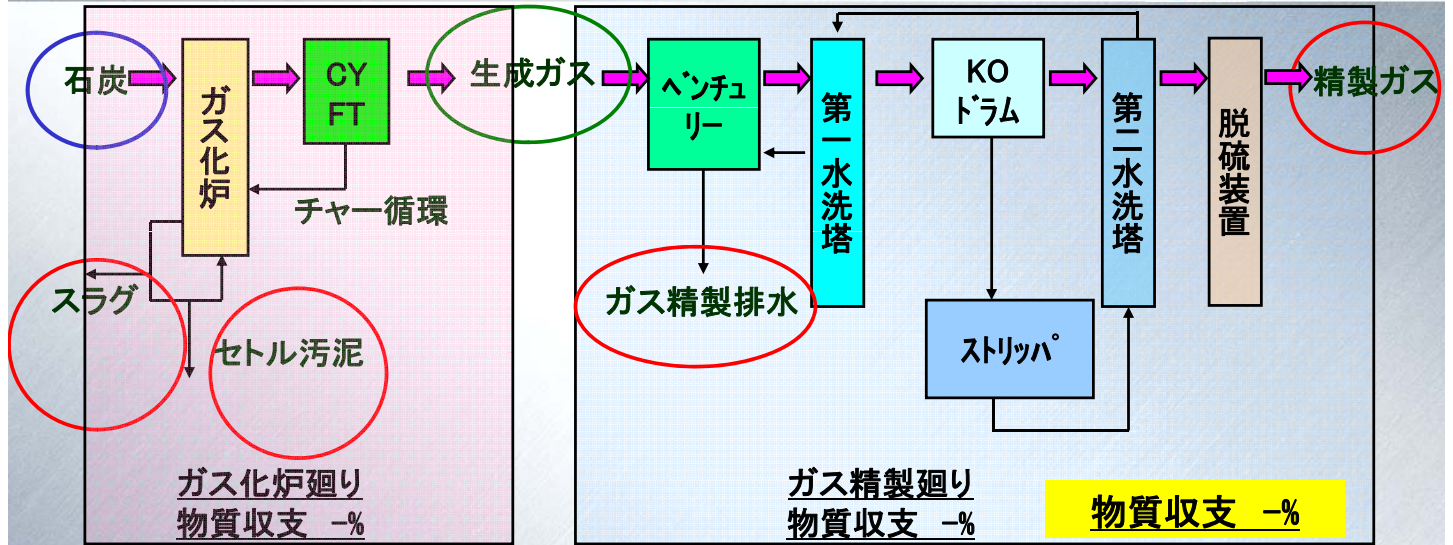 石炭
ガス化炉
CY
FT
生成ガス
ベンチュ
リー
第一水洗塔
KO
ドラム
第二水洗塔
脱硫装置
精製ガス
チャー循環
スラグ
セトル汚泥
ガス精製排水
ストリッパ
ガス化炉廻り
物質収支 -%
ガス精製廻り
物質収支 -%
物質収支 -%